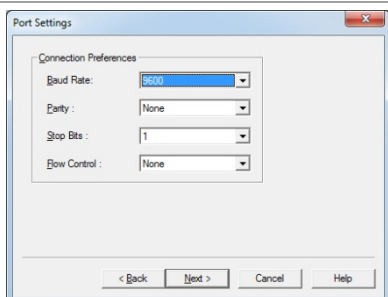 Port Settings
Connection Preferences
Baud Rate: 9600
Parity : None
Stop Bits : 1
Flow Control : None
< Back Next > Cancel Help